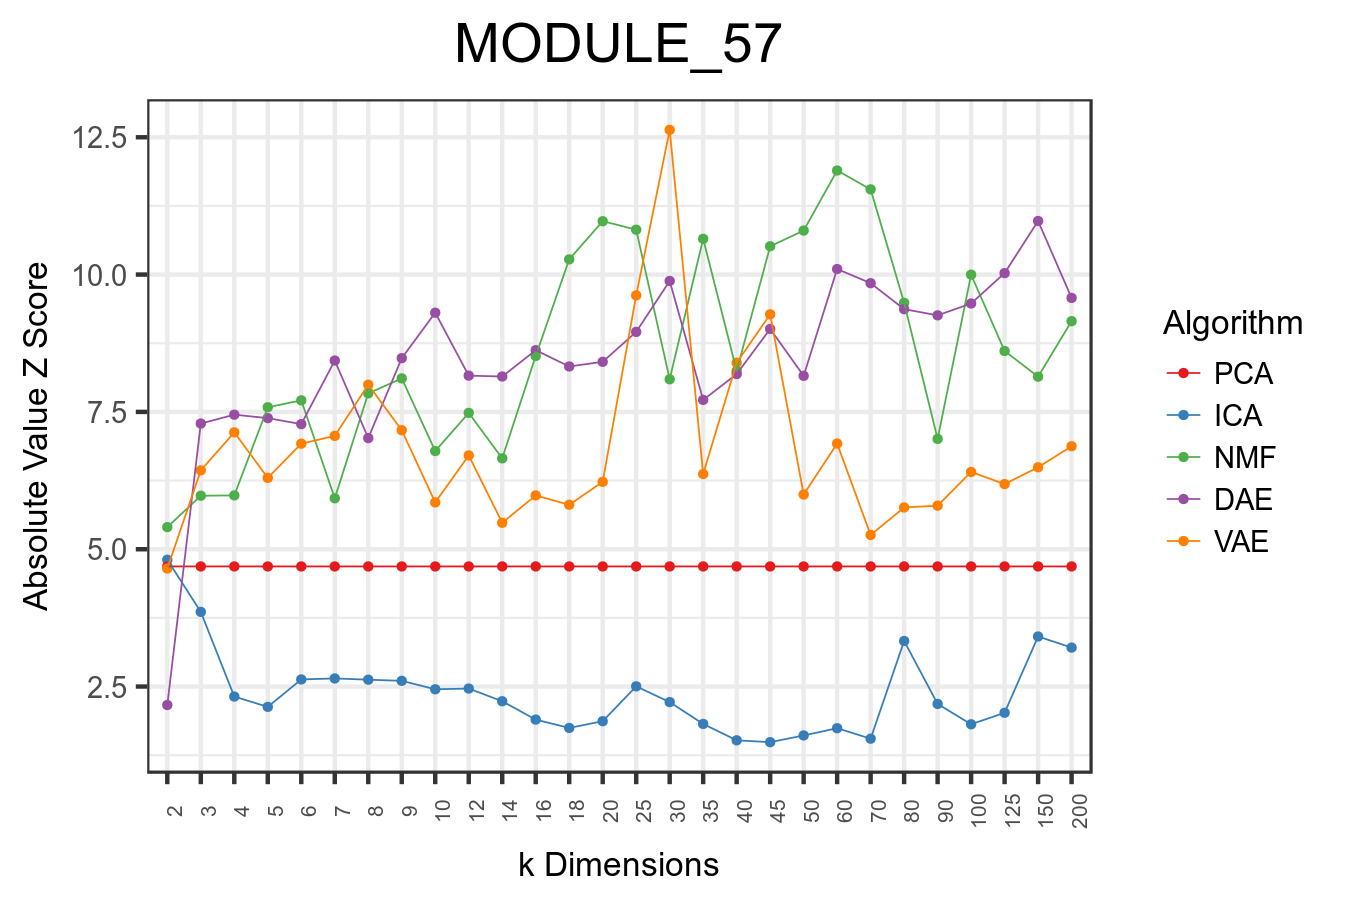 MODULE_57
Absolute Value Z Score
12.5
10.0
7.5
5.0
2.5
2 3 4 5 6 7 8 9 10 12 14 16 18 20 25 30 35 40 45 50 60 70 80 90 100 125 150 200
k Dimensions
Algorithm
PCA
ICA
NMF
DAE
VAE